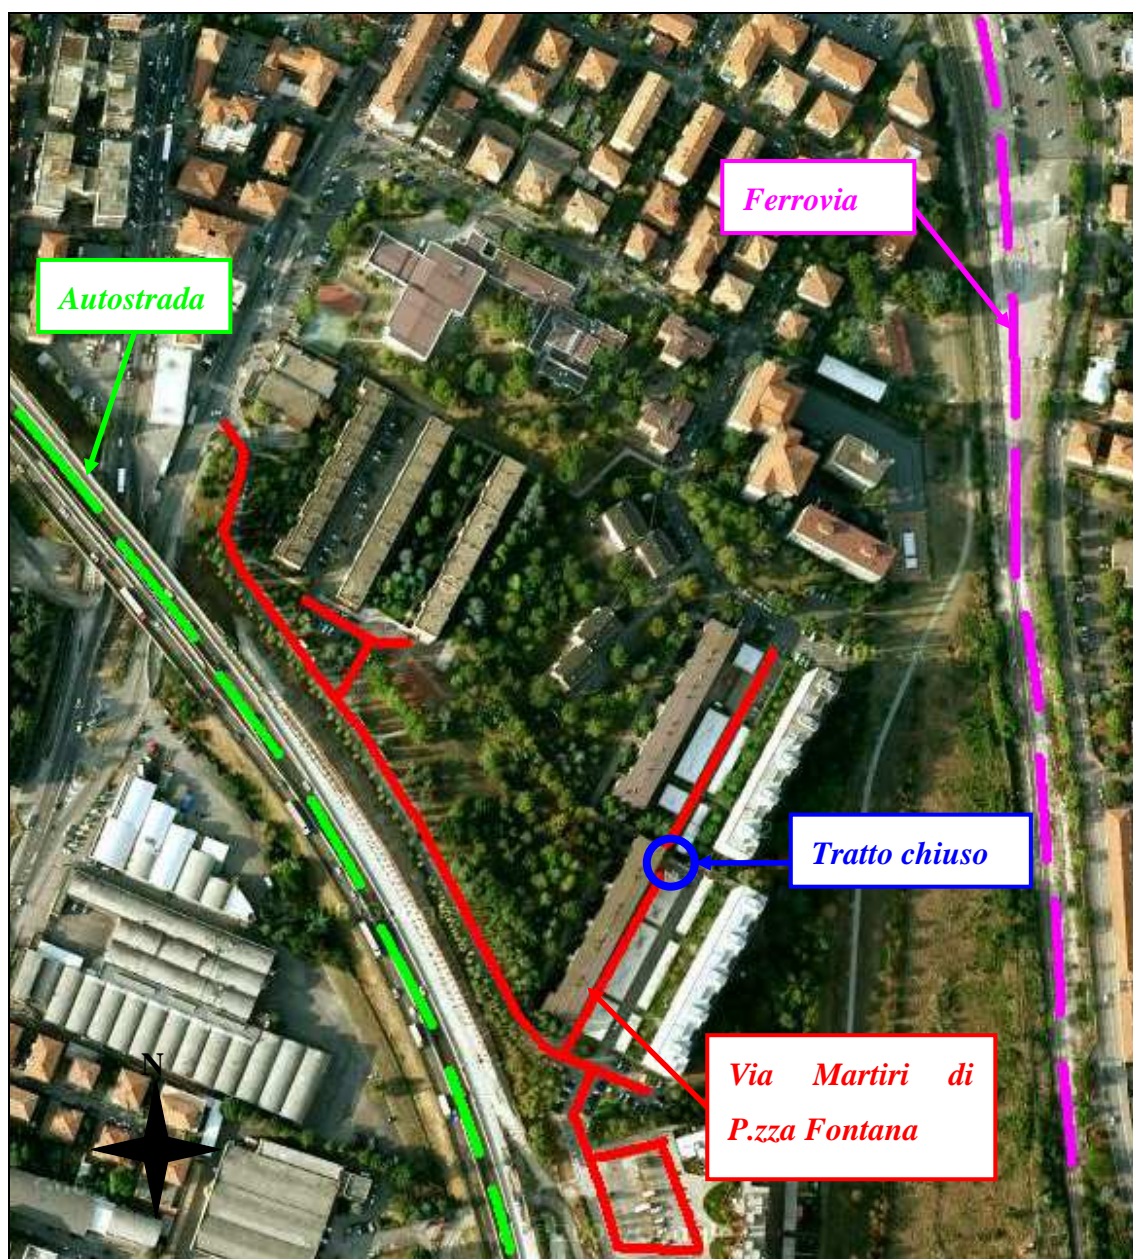 Ferrovia
Autostrada
Tratto chiuso
Via Martiri di
P.zza Fontana
N